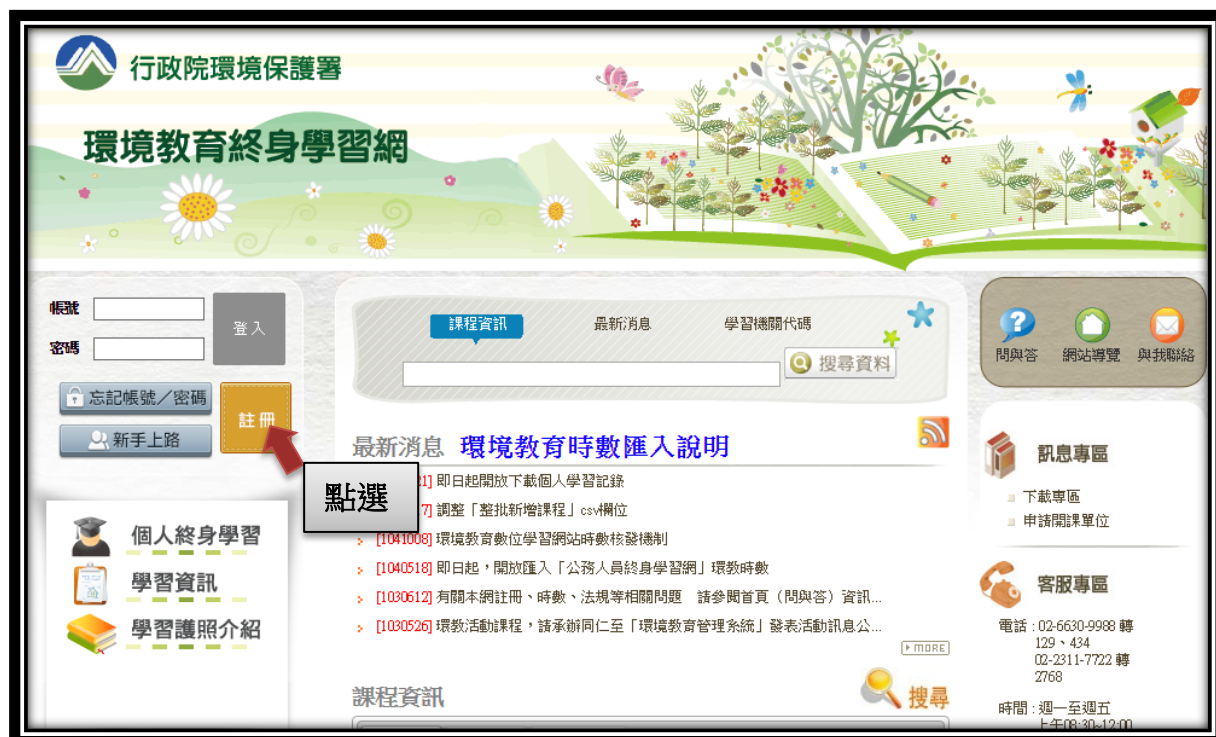 行政院環境保護署
環境教育終身學習網
帳號
密碼
登入
忘記帳號／密碼
新手上路
註冊
點選
個人終身學習
學習資訊
學習護照介紹
課程資訊
最新消息
學習機關代碼
搜尋資料
最新消息 環境教育時數匯入說明
1] 即日起開放下載個人學習記錄
7] 調整「整批新增課程」csv欄位
[1041008] 環境教育數位學習網站時數核發機制
[1040518] 即日起，開放匯入「公務人員終身學習網」環教時數
[1030612] 有關本網註冊、時數、法規等相關問題 請參閱首頁（問與答）資訊...
[1030526] 環教活動課程，請承辦同仁至「環境教育管理系統」發表活動訊息公...
MORE
課程資訊
搜尋
問與答
網站導覽
與我聯絡
訊息專區
下載專區
申請開課單位
客服專區
電話：02-6630-9988 轉
129、434
02-2311-7722 轉
2768
時間：週一至週五
上午08:30~12:00